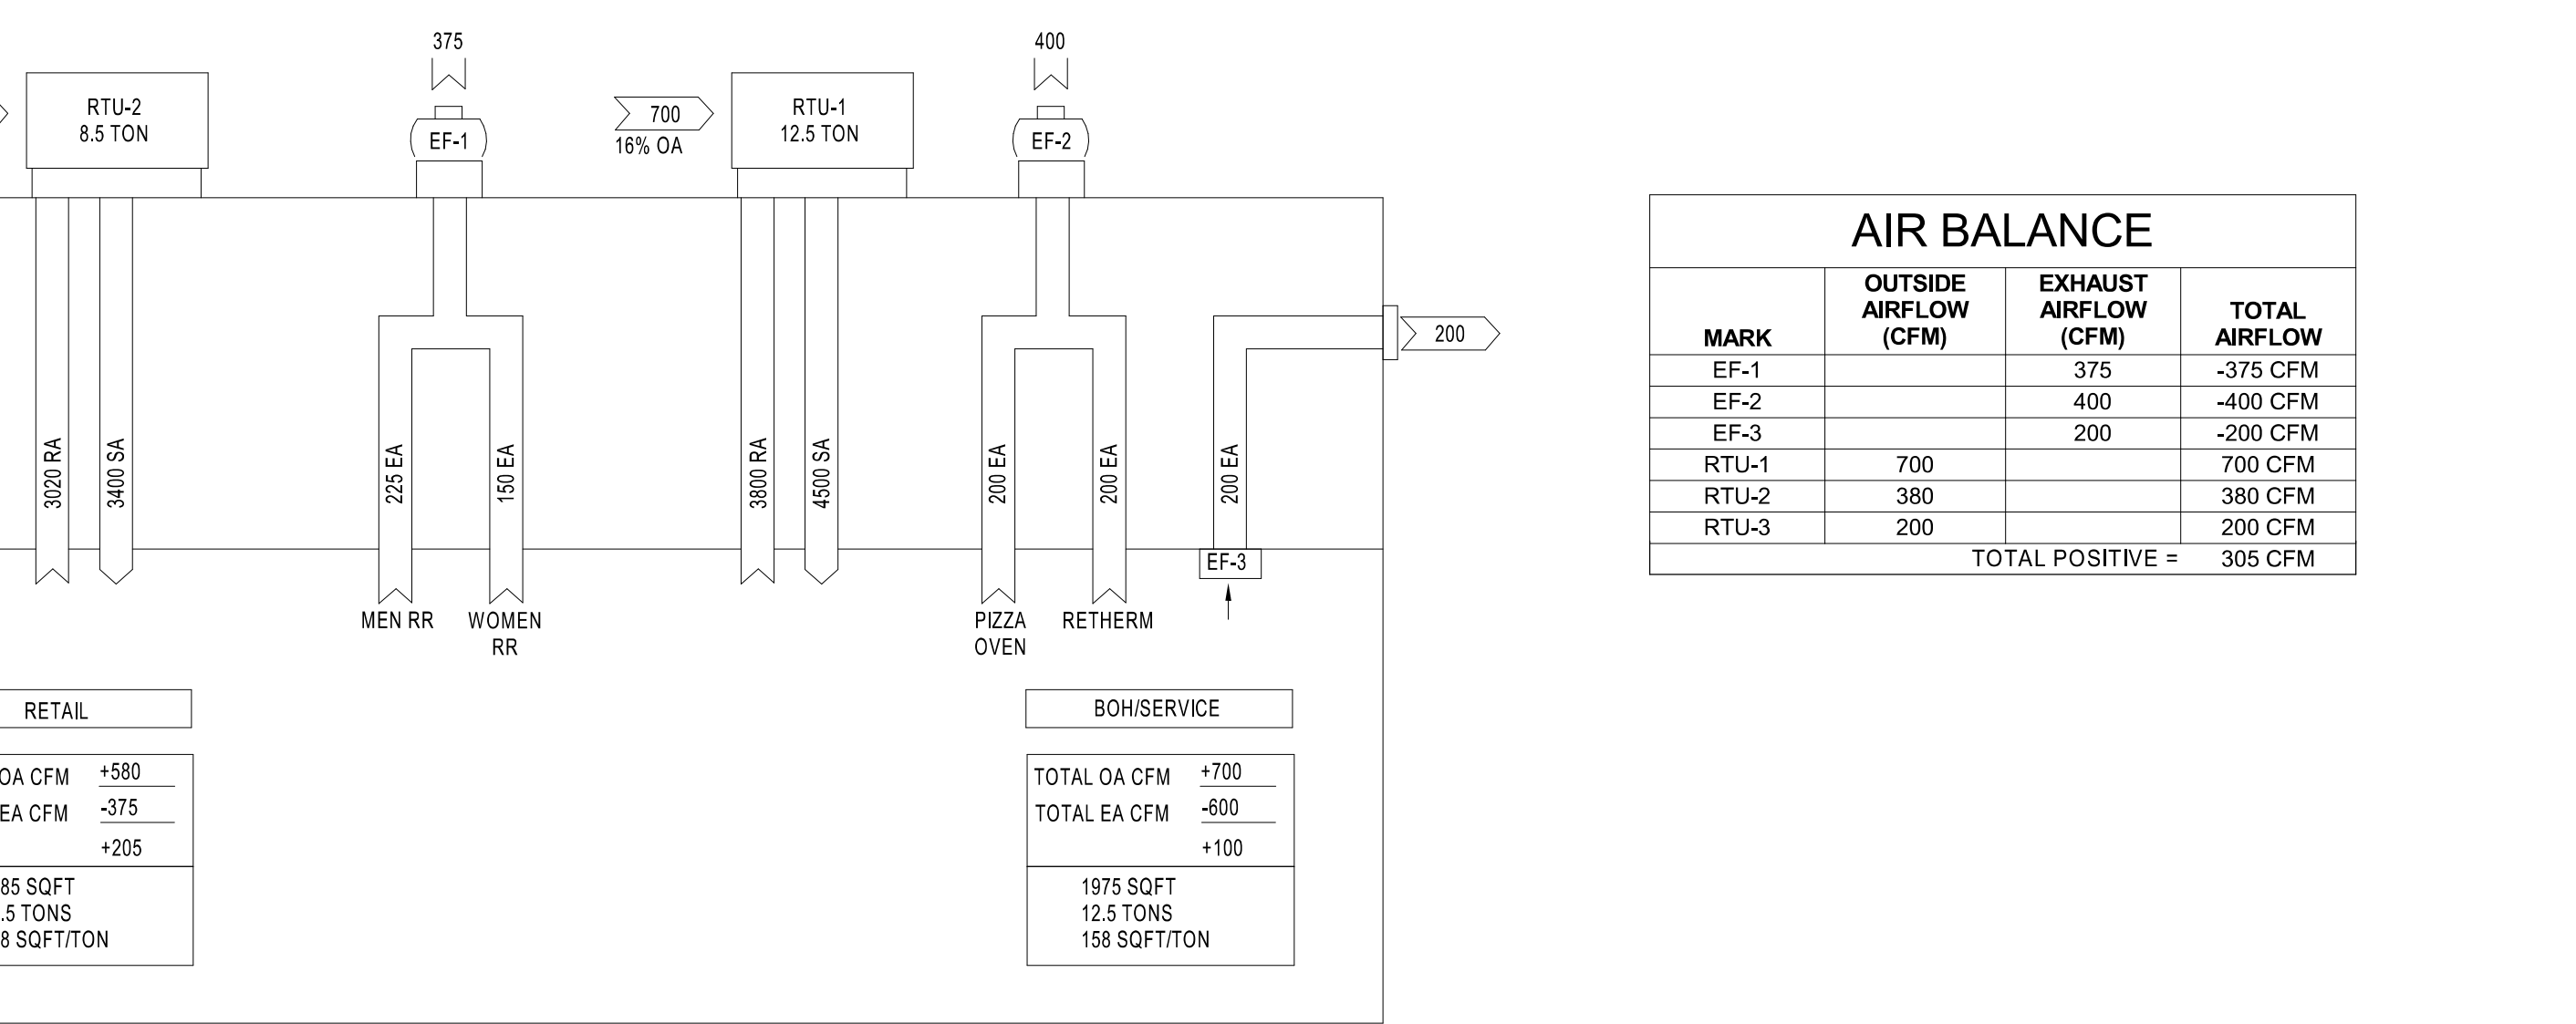 375
400
RTU-2
8.5 TON
EF-1
700
16% OA
RTU-1
12.5 TON
EF-2
200
3020 RA
3400 SA
225 EA
150 EA
3800 RA
4500 SA
200 EA
200 EA
200 EA
EF-3
MEN RR
WOMEN
RR
PIZZA
OVEN
RETHERM
RETAIL
OA CFM +580
EA CFM -375
+205
85 SQFT
.5 TONS
8 SQFT/TON
BOH/SERVICE
TOTAL OA CFM +700
TOTAL EA CFM -600
+100
1975 SQFT
12.5 TONS
158 SQFT/TON
AIR BALANCE
MARK OUTSIDE AIRFLOW (CFM) EXHAUST AIRFLOW (CFM) TOTAL AIRFLOW
EF-1 375 -375 CFM
EF-2 400 -400 CFM
EF-3 200 -200 CFM
RTU-1 700 700 CFM
RTU-2 380 380 CFM
RTU-3 200 200 CFM
TOTAL POSITIVE = 305 CFM